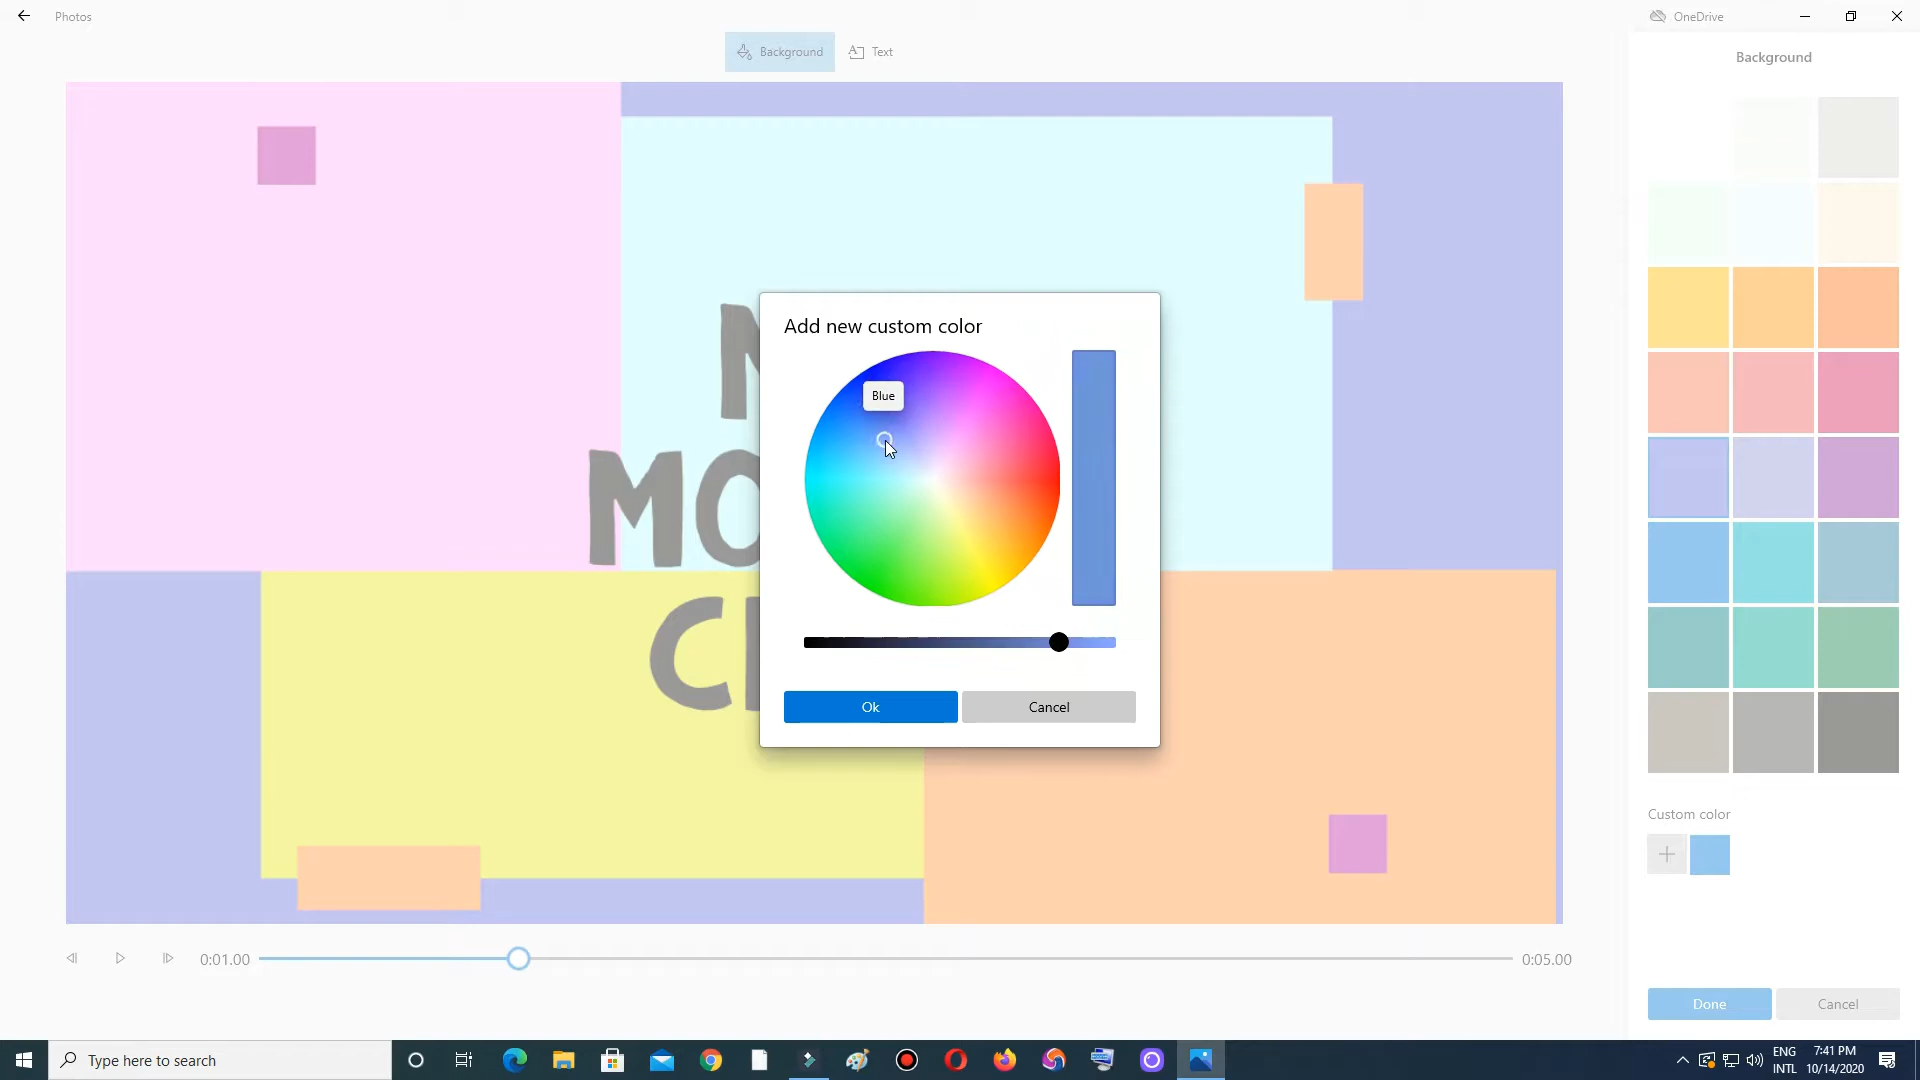 Photos
OneDrive
Background
Text
Background
Add new custom color
Blue
Ok
Cancel
Custom color
0:01.00
0:05.00
Done
Cancel
Type here to search
ENG
INTL
7:41 PM
10/14/2020